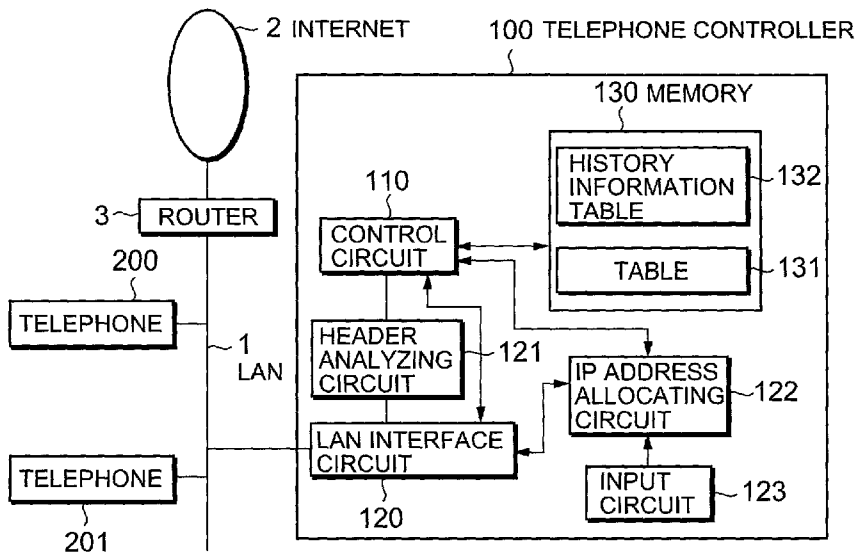 2 INTERNET
100 TELEPHONE CONTROLLER
130 MEMORY
HISTORY
INFORMATION
TABLE
132
110
3
ROUTER
CONTROL
CIRCUIT
TABLE
131
200
TELEPHONE
1
LAN
HEADER
ANALYZING
CIRCUIT
121
IP ADDRESS
ALLOCATING
CIRCUIT
122
LAN INTERFACE
CIRCUIT
120
TELEPHONE
201
INPUT
CIRCUIT
123